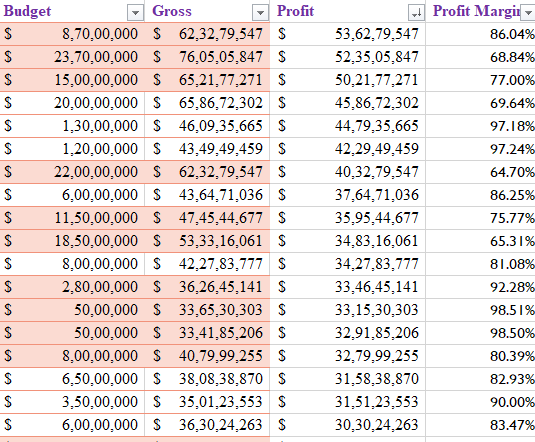 Budget Gross Profit Profit Margin
$ 8,70,00,000 $ 62,32,79,547 $ 53,62,79,547 86.04%
$ 23,70,00,000 $ 76,05,05,847 $ 52,35,05,847 68.84%
$ 15,00,00,000 $ 65,21,77,271 $ 50,21,77,271 77.00%
$ 20,00,00,000 $ 65,86,72,302 $ 45,86,72,302 69.64%
$ 1,30,00,000 $ 46,09,35,665 $ 44,79,35,665 97.18%
$ 1,20,00,000 $ 43,49,49,459 $ 42,29,49,459 97.24%
$ 22,00,00,000 $ 62,32,79,547 $ 40,32,79,547 64.70%
$ 6,00,00,000 $ 43,64,71,036 $ 37,64,71,036 86.25%
$ 11,50,00,000 $ 47,45,44,677 $ 35,95,44,677 75.77%
$ 18,50,00,000 $ 53,33,16,061 $ 34,83,16,061 65.31%
$ 8,00,00,000 $ 42,27,83,777 $ 34,27,83,777 81.08%
$ 2,80,00,000 $ 36,26,45,141 $ 33,46,45,141 92.28%
$ 50,00,000 $ 33,65,30,303 $ 33,15,30,303 98.51%
$ 50,00,000 $ 33,41,85,206 $ 32,91,85,206 98.50%
$ 8,00,00,000 $ 40,79,99,255 $ 32,79,99,255 80.39%
$ 6,50,00,000 $ 38,08,38,870 $ 31,58,38,870 82.93%
$ 3,50,00,000 $ 35,01,23,553 $ 31,51,23,553 90.00%
$ 6,00,00,000 $ 36,30,24,263 $ 30,30,24,263 83.47%